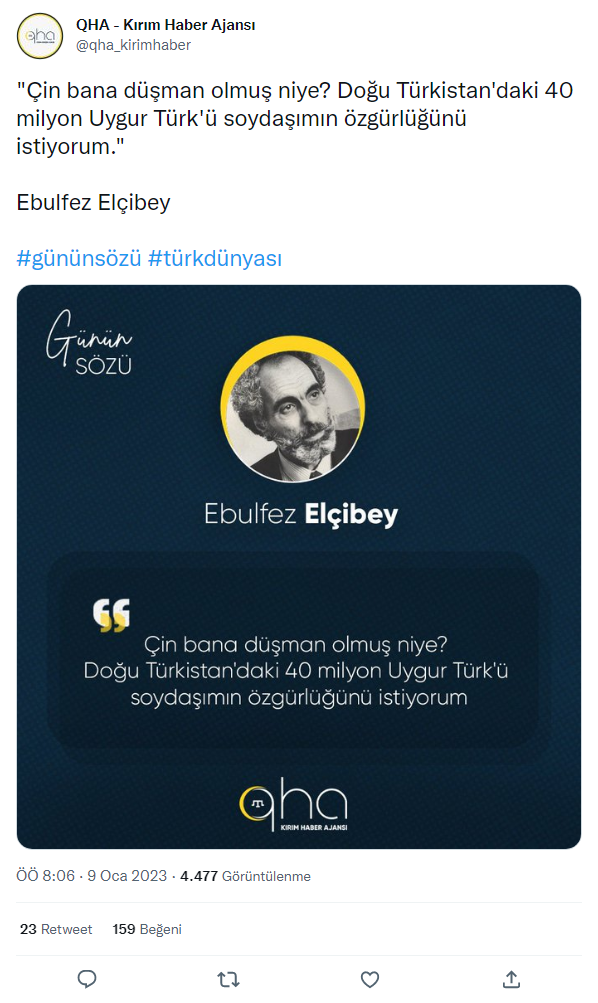 QHA - Kırım Haber Ajansı
@qha_kirimhaber
"Çin bana düşman olmuş niye? Doğu Türkistan'daki 40
milyon Uygur Türk'ü soydaşımın özgürlüğünü
istiyorum."
Ebulfez Elçibey
#gününsözü #türkdünyası
Günün
SÖZÜ
Ebulfez Elçibey
Çin bana düşman olmuş niye?
Doğu Türkistan'daki 40 milyon Uygur Türk'ü
soydaşımın özgürlüğünü istiyorum
qha
KIRIM HABER AJANSI
ÖÖ 8:06 · 9 Oca 2023 · 4.477 Görüntülenme
23 Retweet 159 Beğeni